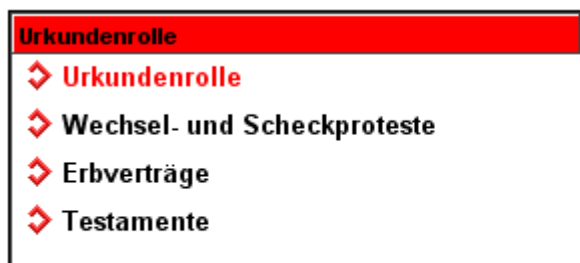 Urkundenrolle
Urkundenrolle
Wechsel- und Scheckproteste
Erbverträge
Testamente